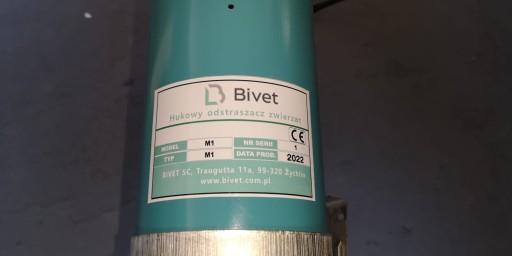 Bivet
Hukowy odstraszacz zwierząt
CE
MODEL M1 NR SERII 1
TYP M1 DATA PROD. 2022
BIVET SC, Traugutta 11a, 99-320 Żychlin
www.bivet.com.pl